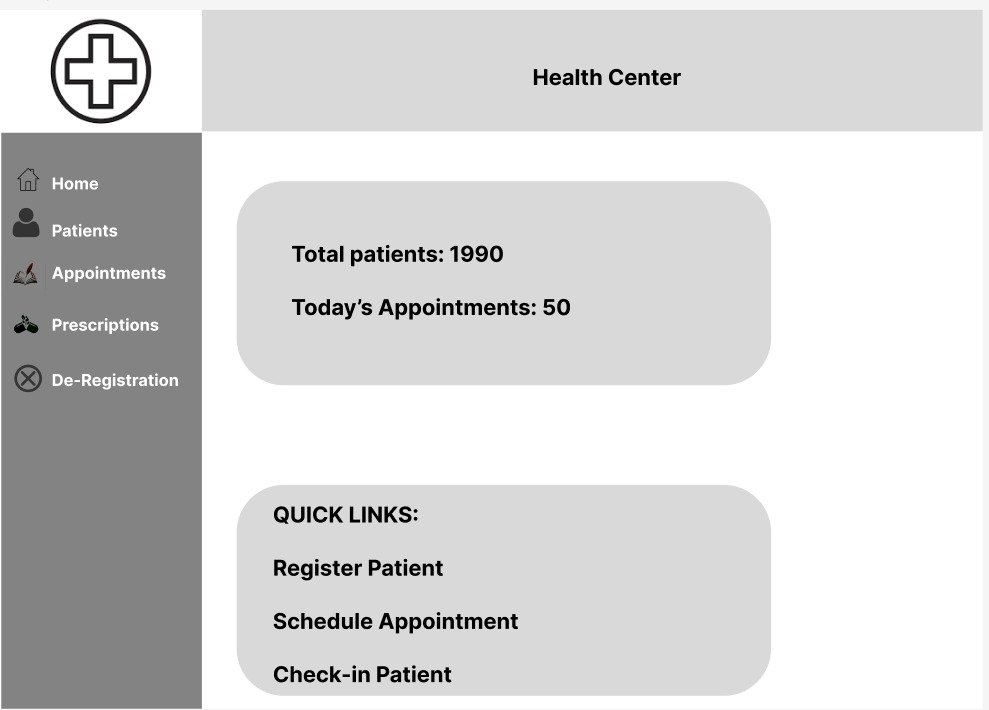 Health Center
Home
Patients
Appointments
Prescriptions
De-Registration
Total patients: 1990
Today’s Appointments: 50
QUICK LINKS:
Register Patient
Schedule Appointment
Check-in Patient